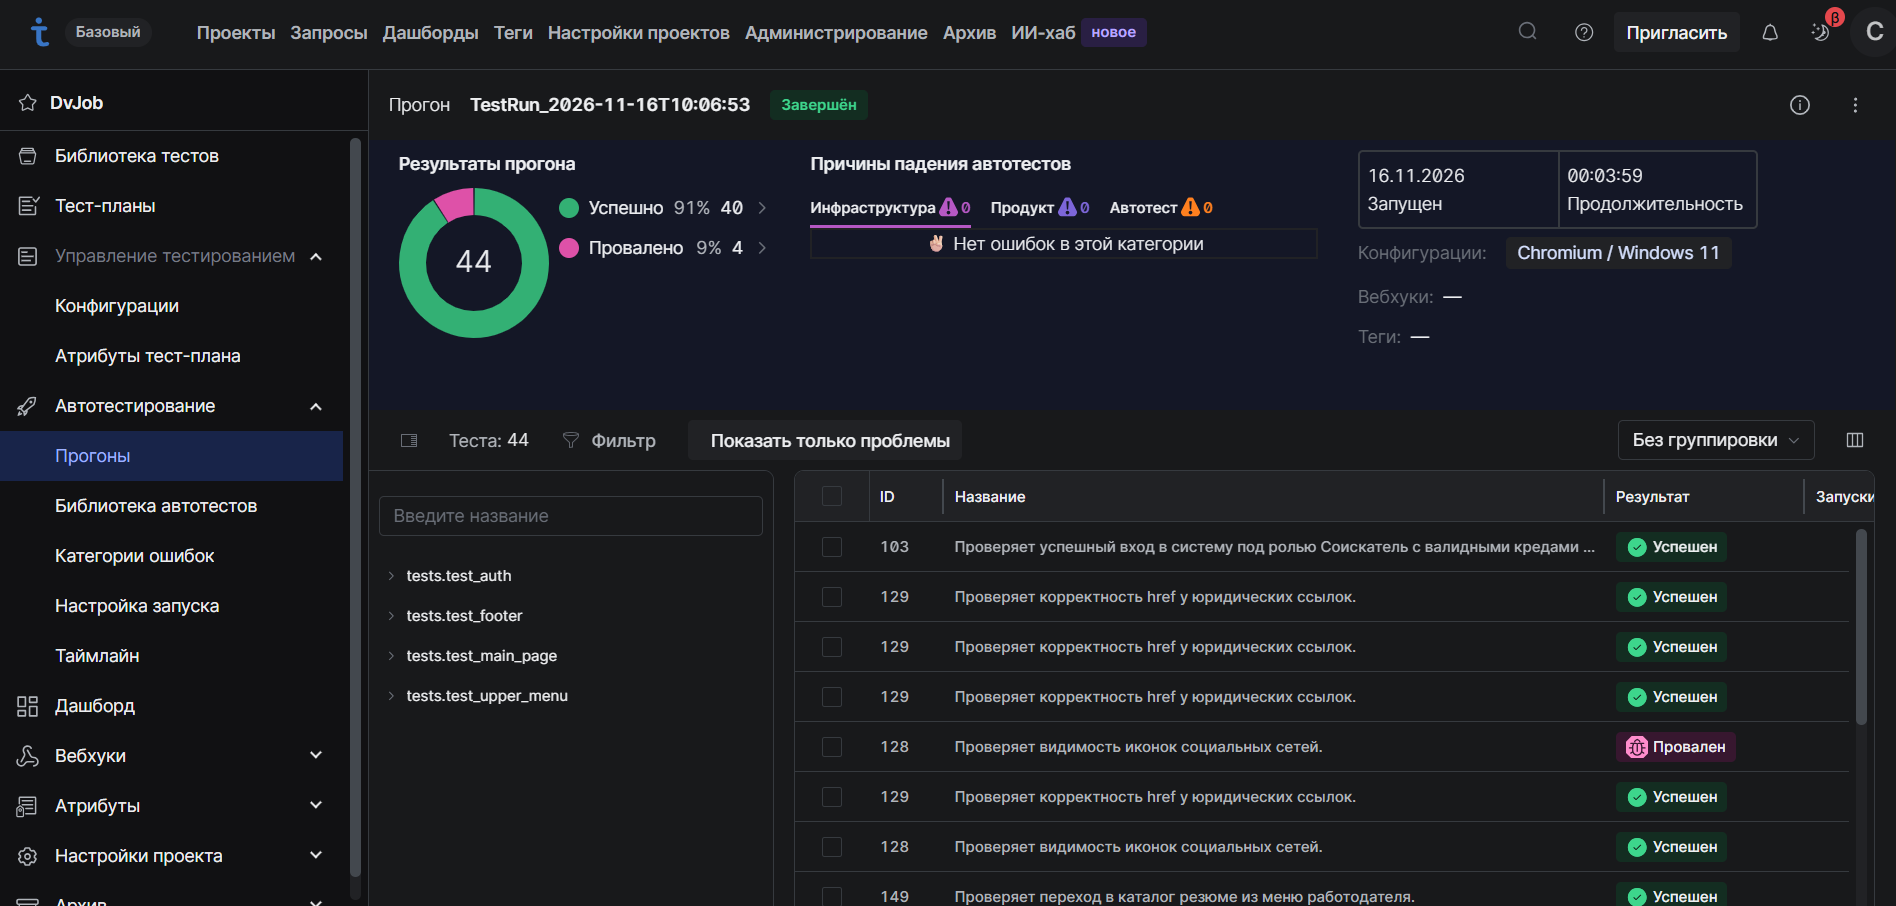 Базовый
Проекты Запросы Дашборды Теги Настройки проектов Администрирование Архив ИИ-хаб новое
Пригласить
β
С
DvJob
Библиотека тестов
Тест-планы
Управление тестированием
Конфигурации
Атрибуты тест-плана
Автотестирование
Прогоны
Библиотека автотестов
Категории ошибок
Настройка запуска
Таймлайн
Дашборд
Вебхуки
Атрибуты
Настройки проекта
Архив
Прогон TestRun_2026-11-16T10:06:53 Завершён
Результаты прогона
44
Успешно 91% 40
Провалено 9% 4
Причины падения автотестов
Инфраструктура 0 Продукт 0 Автотест 0
✌🏻 Нет ошибок в этой категории
16.11.2026
Запущен
00:03:59
Продолжительность
Конфигурации: Chromium / Windows 11
Вебхуки: —
Теги: —
Теста: 44 Фильтр Показать только проблемы Без группировки
Введите название
tests.test_auth
tests.test_footer
tests.test_main_page
tests.test_upper_menu
ID Название Результат Запуски
103 Проверяет успешный вход в систему под ролью Соискатель с валидными кредами ... Успешен
129 Проверяет корректность href у юридических ссылок. Успешен
129 Проверяет корректность href у юридических ссылок. Успешен
129 Проверяет корректность href у юридических ссылок. Успешен
128 Проверяет видимость иконок социальных сетей. Провален
129 Проверяет корректность href у юридических ссылок. Успешен
128 Проверяет видимость иконок социальных сетей. Успешен
149 Проверяет переход в каталог резюме из меню работодателя. Успешен